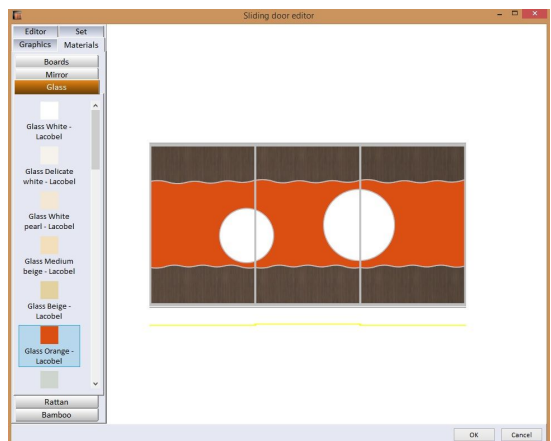 Sliding door editor
Editor Set
Graphics Materials
Boards
Mirror
Glass
Glass White -
Lacobel
Glass Delicate
white - Lacobel
Glass White
pearl - Lacobel
Glass Medium
beige - Lacobel
Glass Beige -
Lacobel
Glass Orange -
Lacobel
Rattan
Bamboo
OK Cancel